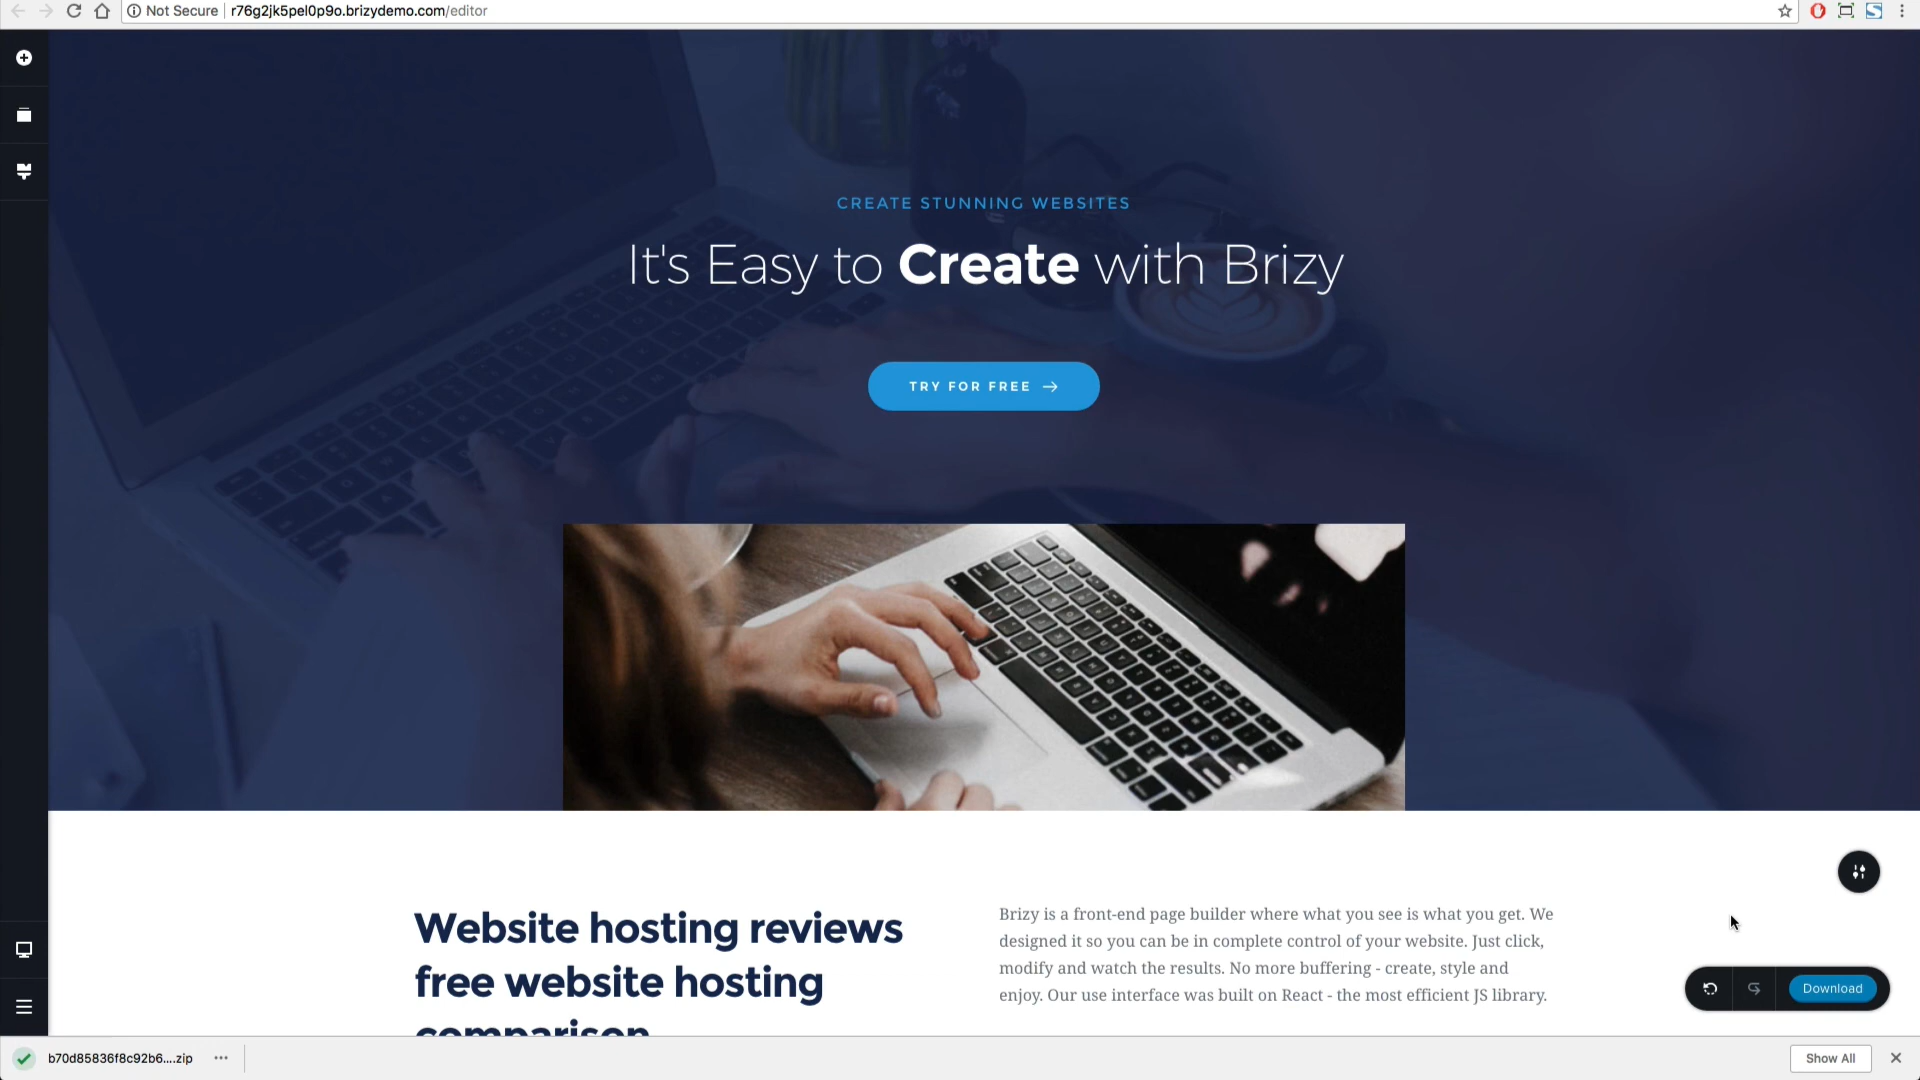 Not Secure r76g2jk5pel0p9o.brizydemo.com/editor
CREATE STUNNING WEBSITES
It's Easy to Create with Brizy
TRY FOR FREE →
Website hosting reviews
free website hosting
comparison
Brizy is a front-end page builder where what you see is what you get. We
designed it so you can be in complete control of your website. Just click,
modify and watch the results. No more buffering - create, style and
enjoy. Our use interface was built on React - the most efficient JS library.
Download
b70d85836f8c92b6....zip
Show All